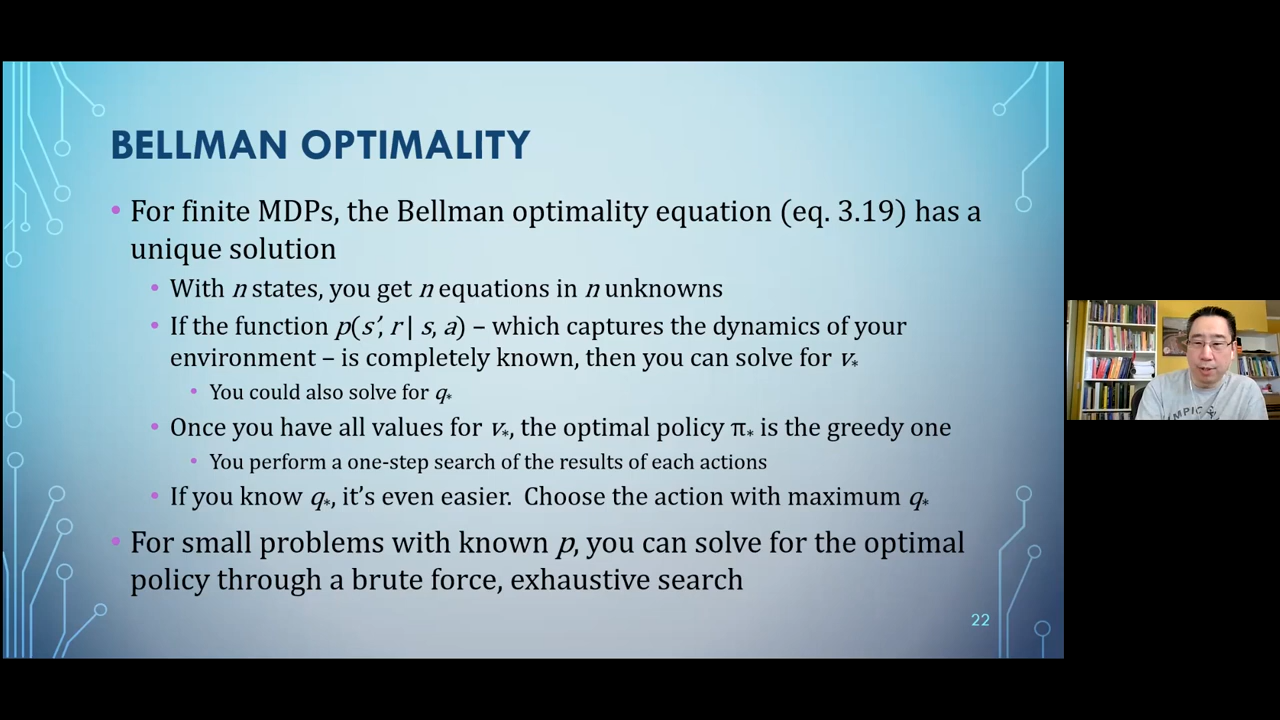 BELLMAN OPTIMALITY
• For finite MDPs, the Bellman optimality equation (eq. 3.19) has a
unique solution
• With n states, you get n equations in n unknowns
• If the function p(s’, r | s, a) – which captures the dynamics of your
environment – is completely known, then you can solve for v*
• You could also solve for q*
• Once you have all values for v*, the optimal policy π* is the greedy one
• You perform a one-step search of the results of each actions
• If you know q*, it’s even easier. Choose the action with maximum q*
• For small problems with known p, you can solve for the optimal
policy through a brute force, exhaustive search
22